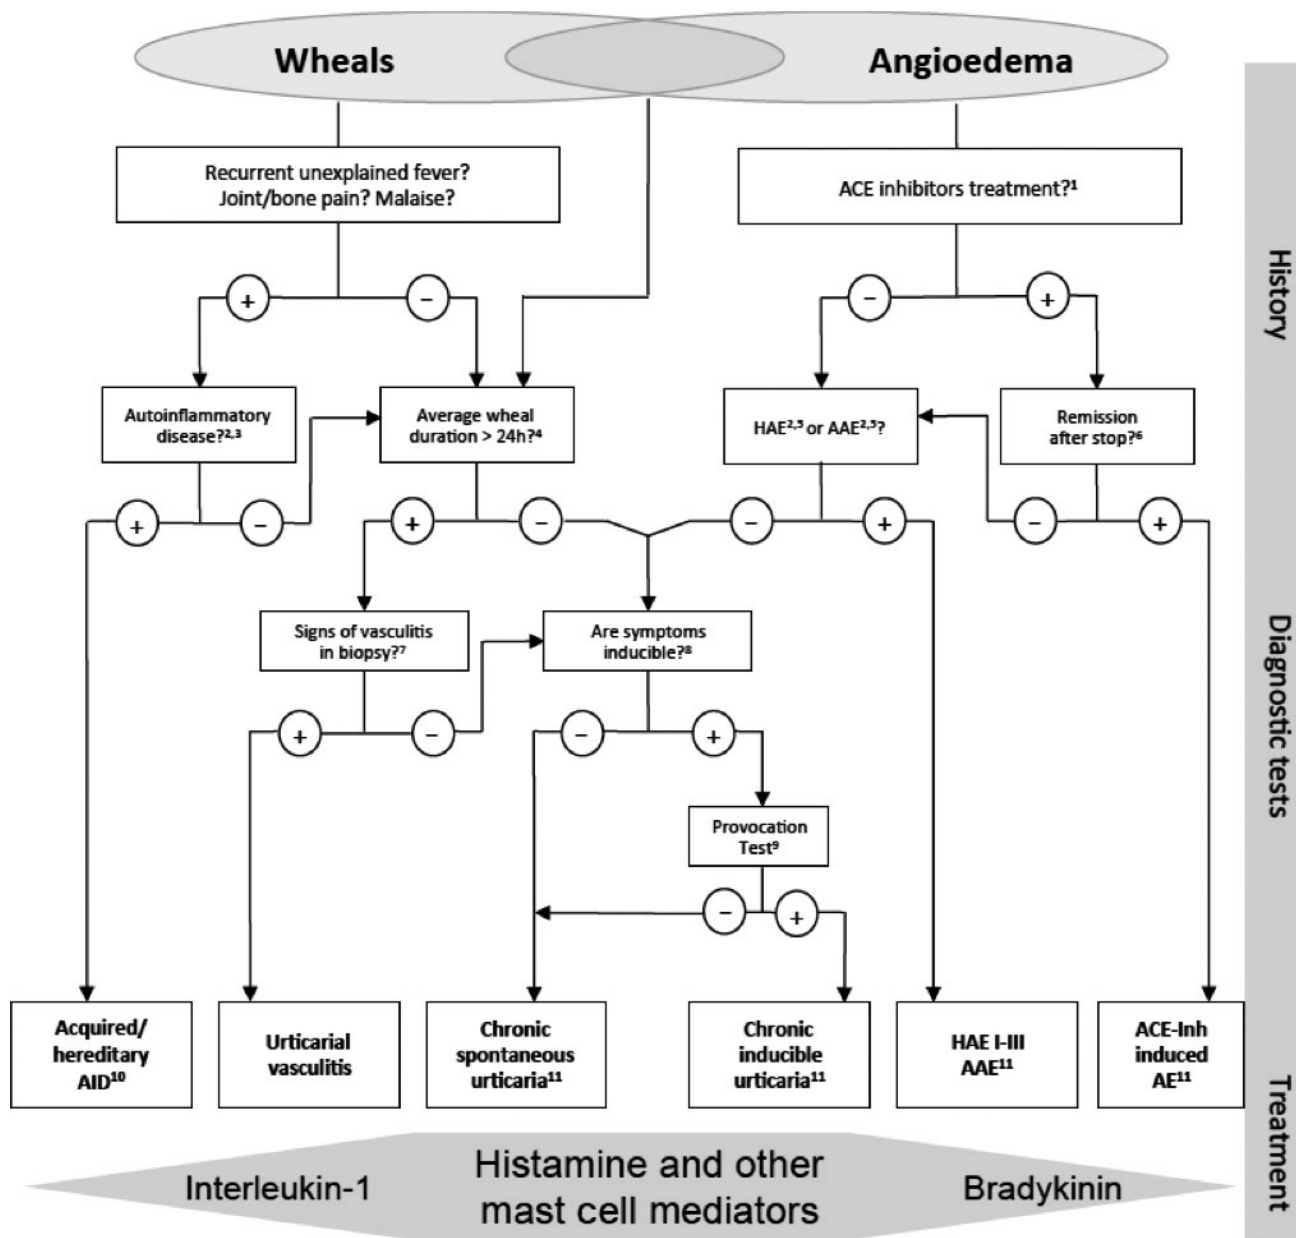 Wheals
Angioedema
Recurrent unexplained fever?
Joint/bone pain? Malaise?
ACE inhibitors treatment?¹
History
+
−
−
+
Autoinflammatory
disease?²,³
Average wheal
duration > 24h?⁴
HAE²,⁵ or AAE²,⁵?
Remission
after stop?⁶
+
−
+
−
−
+
−
+
Signs of vasculitis
in biopsy?⁷
Are symptoms
inducible?⁸
Diagnostic tests
+
−
−
+
Provocation
Test⁹
−
+
Acquired/
hereditary
AID¹⁰
Urticarial
vasculitis
Chronic
spontaneous
urticaria¹¹
Chronic
inducible
urticaria¹¹
HAE I-III
AAE¹¹
ACE-Inh
induced
AE¹¹
Treatment
Interleukin-1
Histamine and other
mast cell mediators
Bradykinin